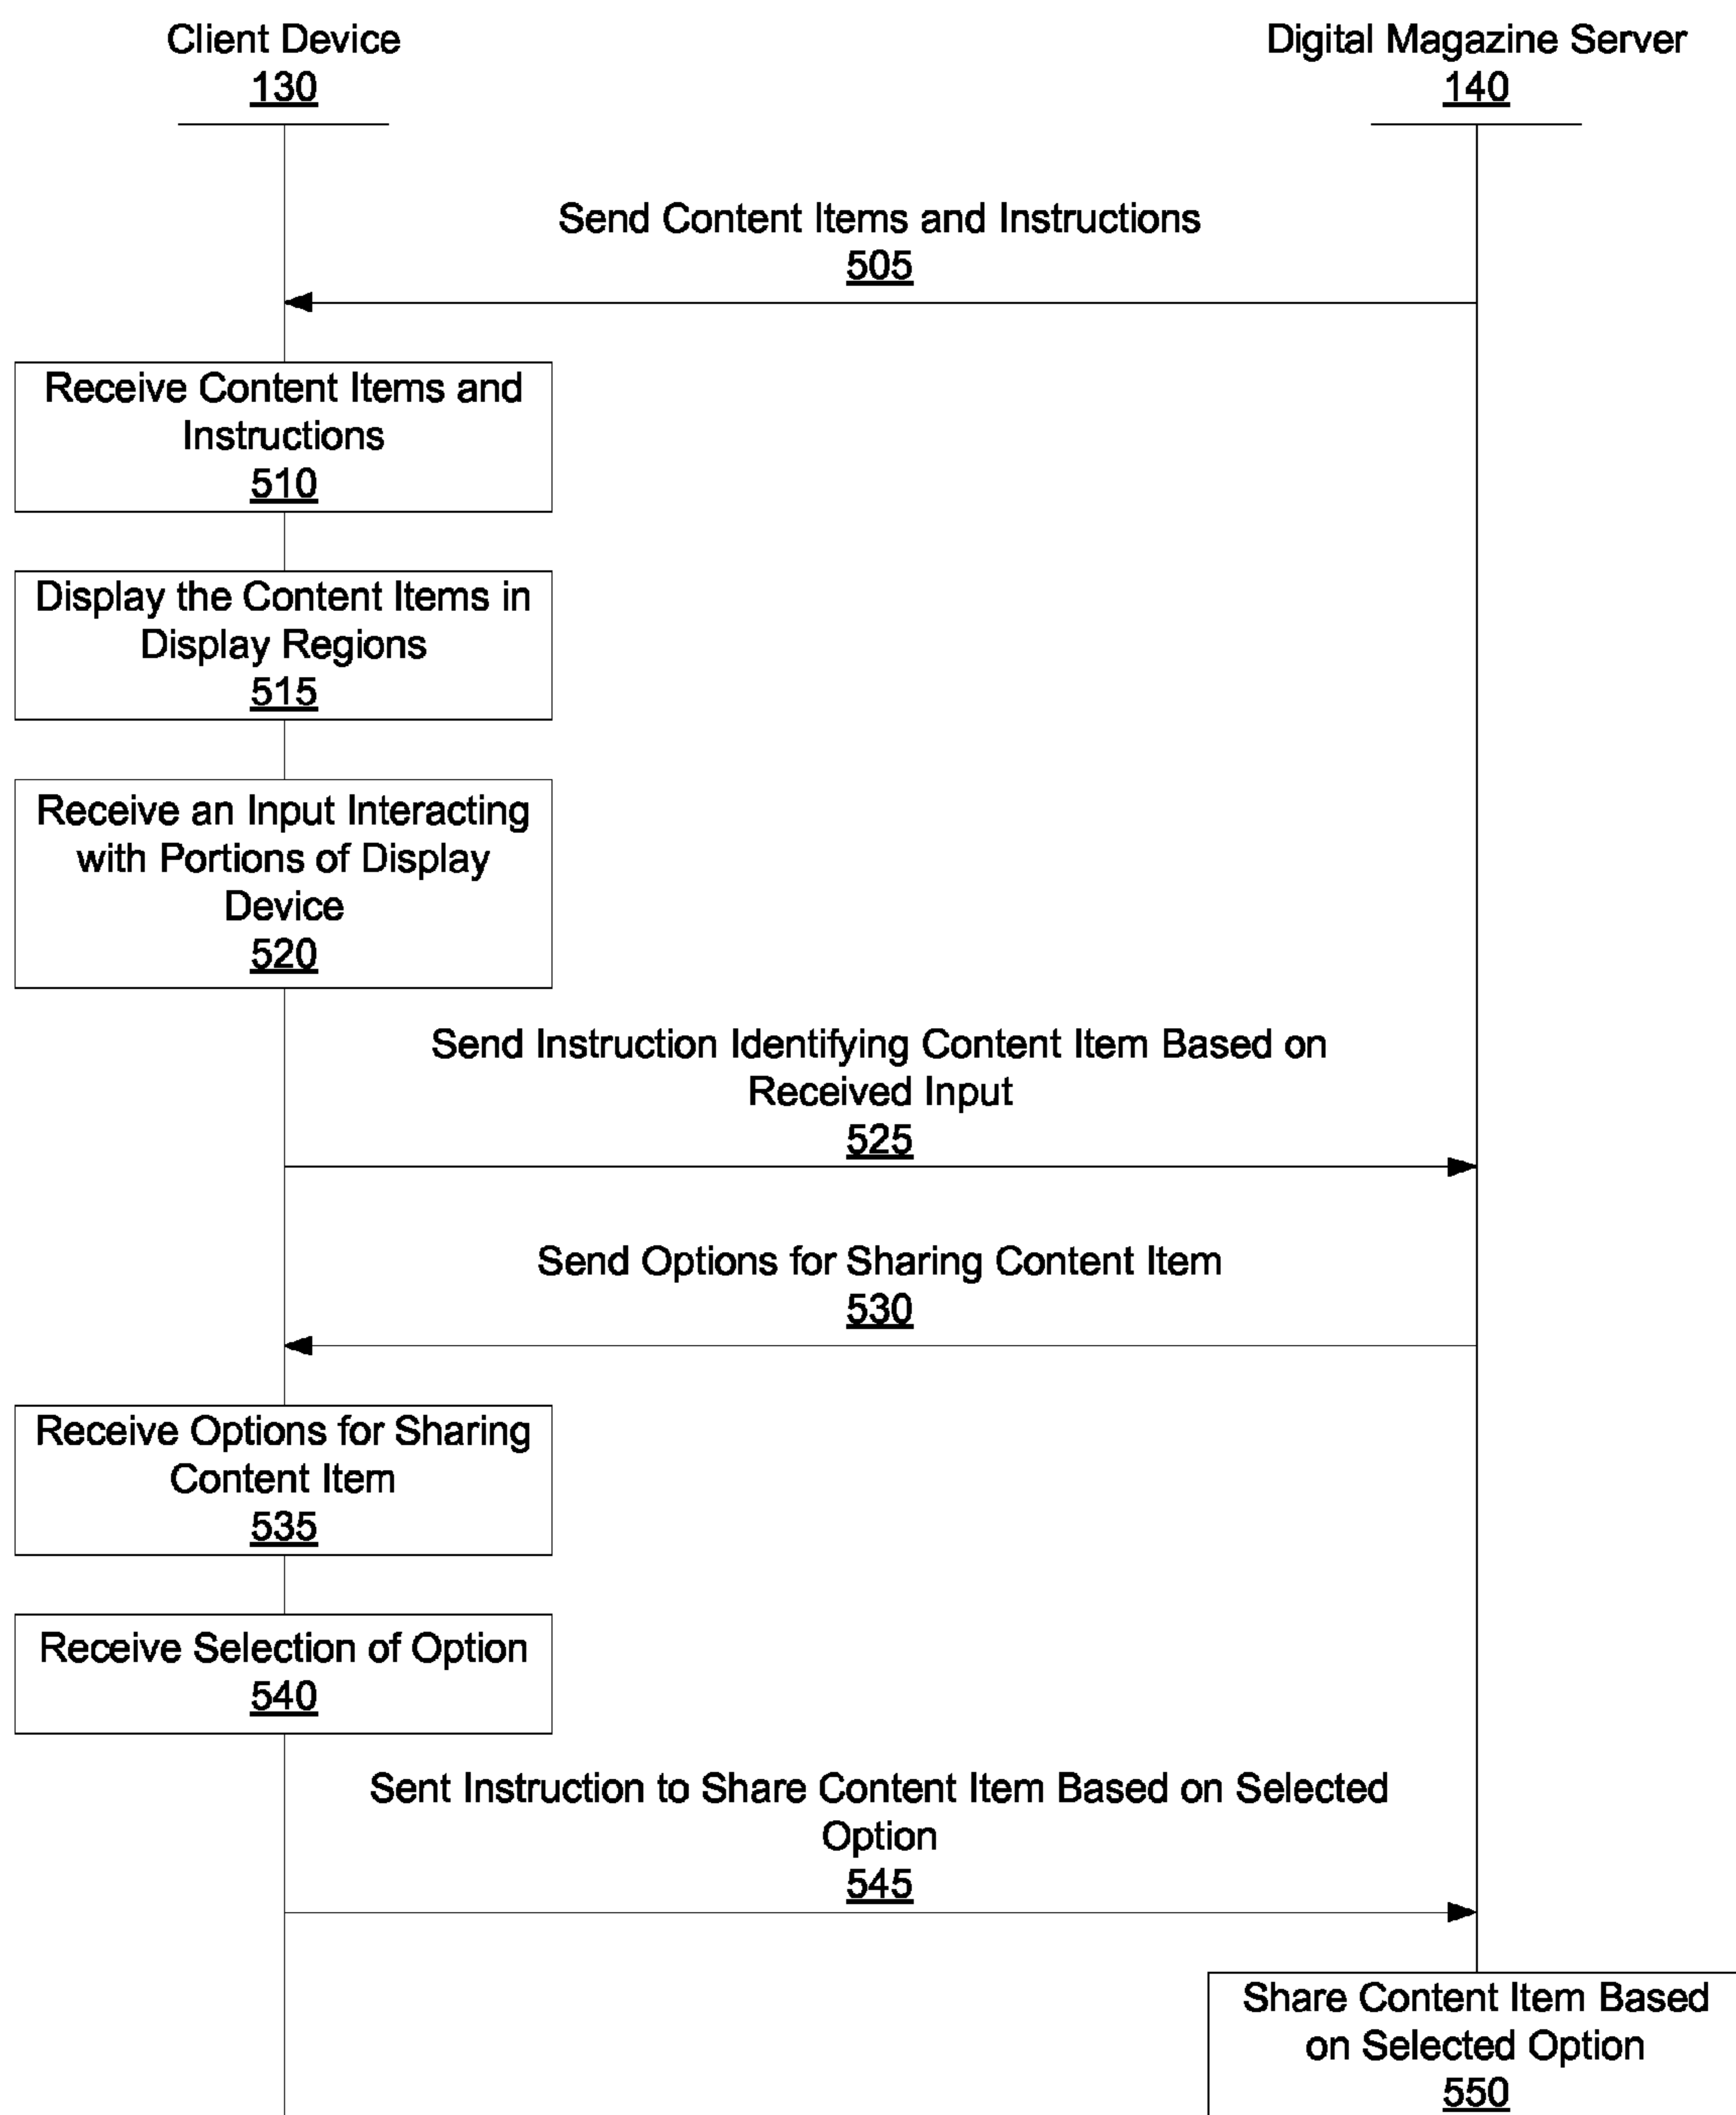 Client Device
130
Digital Magazine Server
140
Send Content Items and Instructions
505
Receive Content Items and
Instructions
510
Display the Content Items in
Display Regions
515
Receive an Input Interacting
with Portions of Display
Device
520
Send Instruction Identifying Content Item Based on
Received Input
525
Send Options for Sharing Content Item
530
Receive Options for Sharing
Content Item
535
Receive Selection of Option
540
Sent Instruction to Share Content Item Based on Selected
Option
545
Share Content Item Based
on Selected Option
550